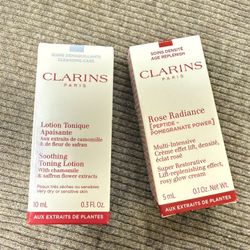 SOINS DÉMAQUILLANTS
CLEANSING CARE
CLARINS
PARIS
Lotion Tonique
Apaisante
Aux extraits de camomille
& de fleur de safran
Soothing
Toning Lotion
With chamomile
& saffron flower extracts
Peaux très sèches ou sensibles
Very dry or sensitive skin
10 mL 0.3 Fl. Oz.
AUX EXTRAITS DE PLANTES
SOINS DENSITÉ
AGE REPLENISH
CLARINS
PARIS
Rose Radiance
[PEPTIDE -
POMEGRANATE POWER]
Multi-Intensive
Crème effet lift, densité,
éclat rosé
Super Restorative
Lift-replenishing effect,
rosy glow cream
5 mL 0.1 Oz. Net Wt.
AUX EXTRAITS DE PLANTES